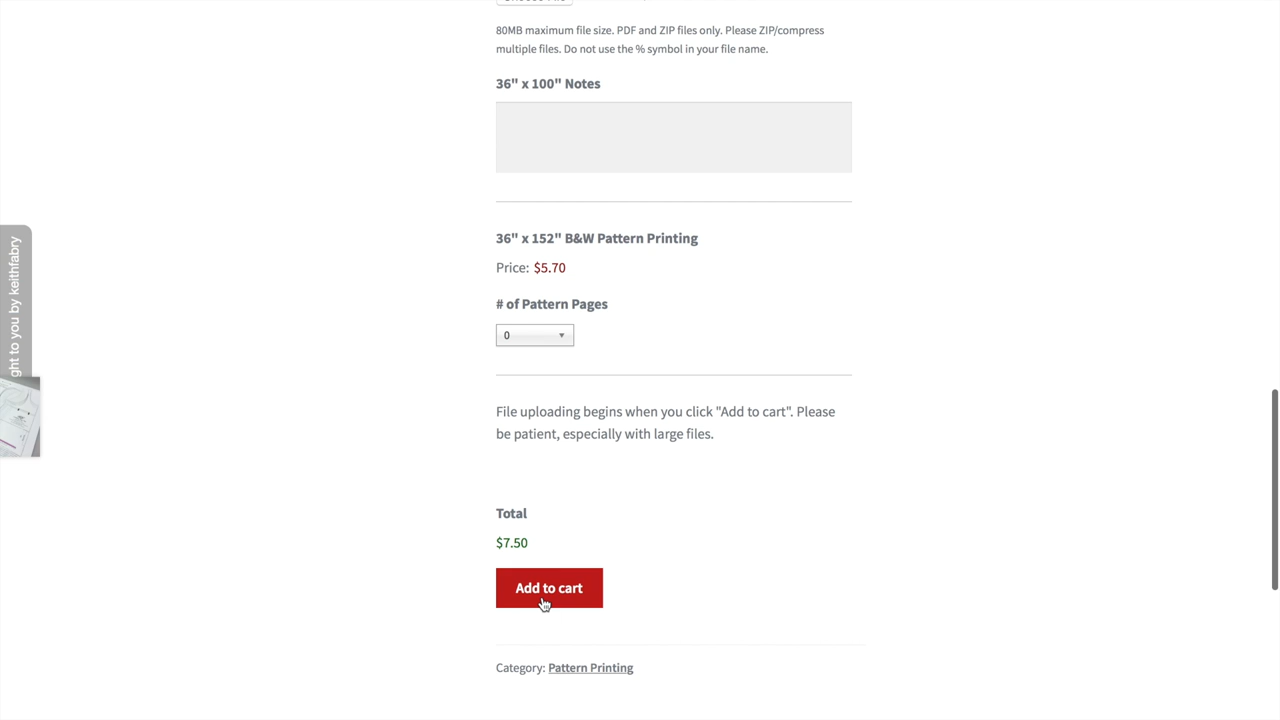 80MB maximum file size. PDF and ZIP files only. Please ZIP/compress
multiple files. Do not use the % symbol in your file name.
36" x 100" Notes
36" x 152" B&W Pattern Printing
Price: $5.70
# of Pattern Pages
0
File uploading begins when you click "Add to cart". Please
be patient, especially with large files.
Total
$7.50
Add to cart
Category: Pattern Printing
ght to you by keithfabry